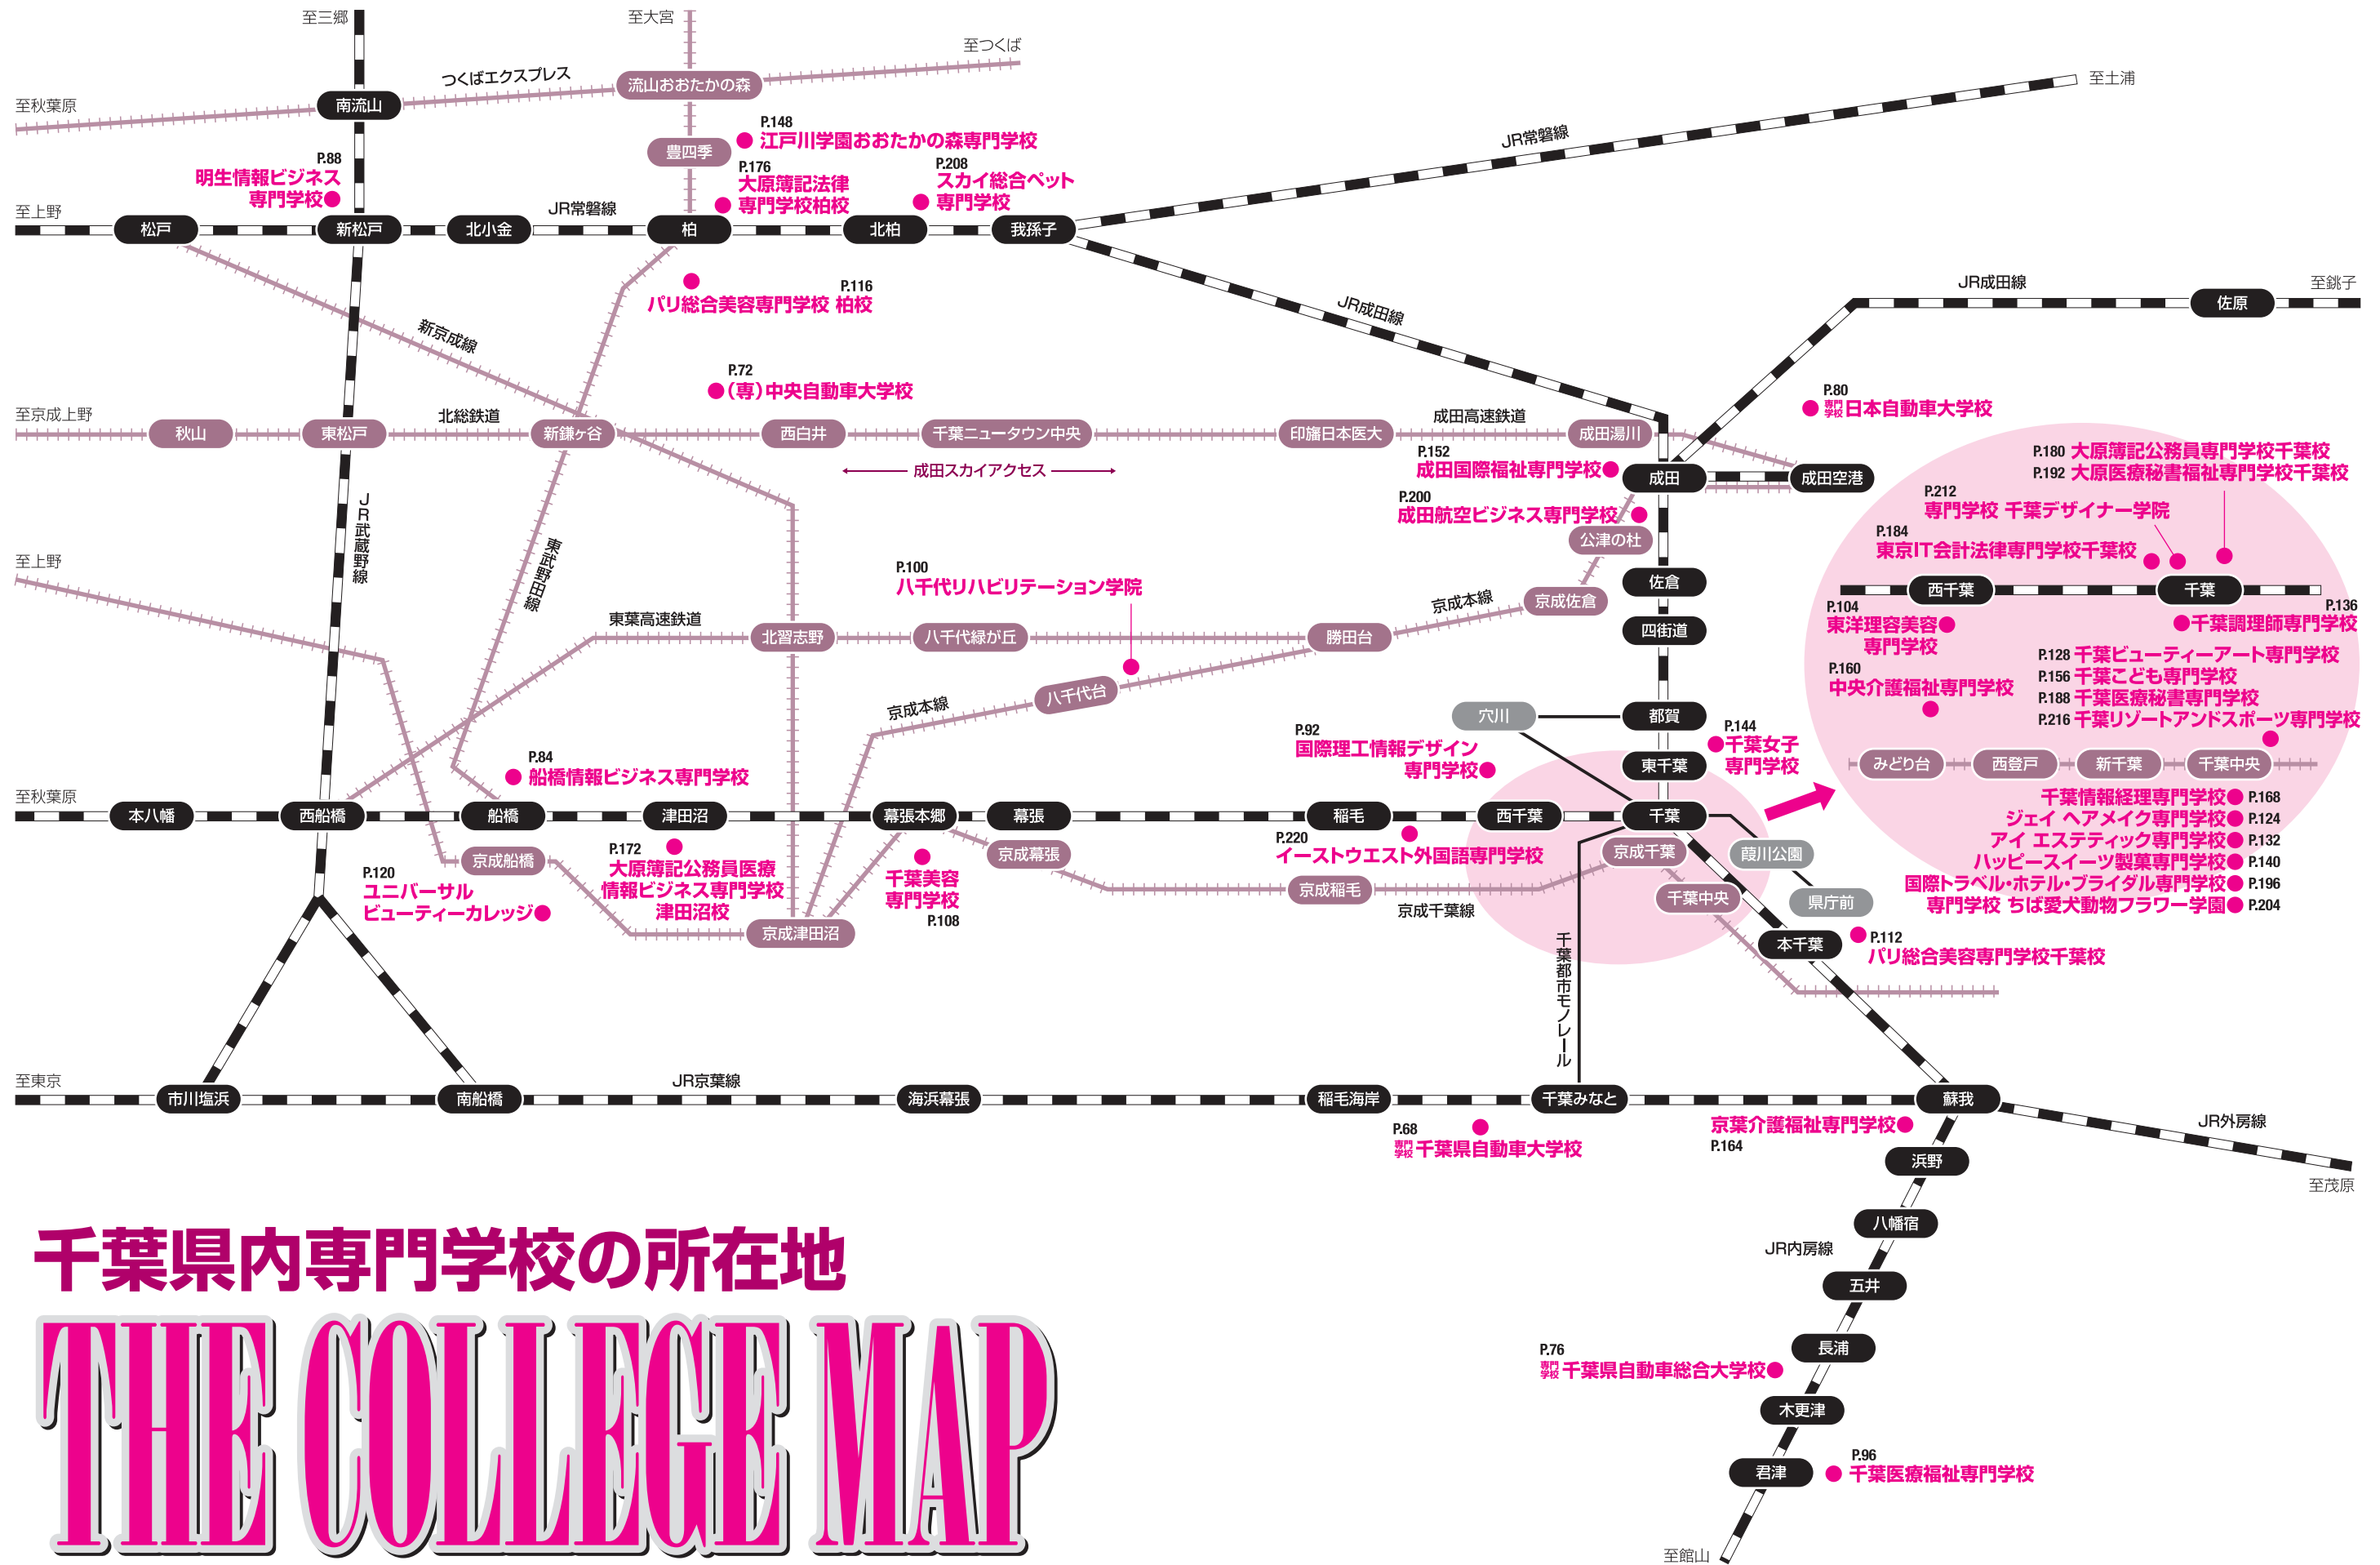 至三郷
至大宮
至つくば
つくばエクスプレス
流山おおたかの森
至秋葉原
南流山
至土浦
JR常磐線
P.148
江戸川学園おおたかの森専門学校
豊四季
P.88
明生情報ビジネス
専門学校
P.176
大原簿記法律
専門学校柏校
P.208
スカイ総合ペット
専門学校
至上野
JR常磐線
松戸
新松戸
北小金
柏
北柏
我孫子
P.116
パリ総合美容専門学校 柏校
JR成田線
JR成田線
至銚子
佐原
新京成線
P.72
(専)中央自動車大学校
P.80
専門学校日本自動車大学校
至京成上野
北総鉄道
成田高速鉄道
秋山
東松戸
新鎌ヶ谷
西白井
千葉ニュータウン中央
印旛日本医大
成田湯川
成田スカイアクセス
P.152
成田国際福祉専門学校
成田
成田空港
P.200
成田航空ビジネス専門学校
公津の杜
JR武蔵野線
東武野田線
至上野
P.100
八千代リハビリテーション学院
京成本線
京成佐倉
佐倉
四街道
東葉高速鉄道
北習志野
八千代緑が丘
勝田台
京成本線
八千代台
穴川
都賀
P.144
千葉女子
専門学校
東千葉
P.92
国際理工情報デザイン
専門学校
P.84
船橋情報ビジネス専門学校
至秋葉原
本八幡
西船橋
船橋
津田沼
幕張本郷
幕張
稲毛
西千葉
千葉
P.220
イーストウエスト外国語専門学校
京成船橋
P.172
大原簿記公務員医療
情報ビジネス専門学校
津田沼校
千葉美容
専門学校
P.108
京成幕張
京成稲毛
京成千葉線
京成千葉
千葉中央
葭川公園
県庁前
P.120
ユニバーサル
ビューティーカレッジ
京成津田沼
千葉都市モノレール
本千葉
P.112
パリ総合美容専門学校千葉校
P.180 大原簿記公務員専門学校千葉校
P.192 大原医療秘書福祉専門学校千葉校
P.212
専門学校 千葉デザイナー学院
P.184
東京IT会計法律専門学校千葉校
西千葉
千葉
P.104
東洋理容美容
専門学校
P.136
千葉調理師専門学校
P.160
中央介護福祉専門学校
P.128 千葉ビューティーアート専門学校
P.156 千葉こども専門学校
P.188 千葉医療秘書専門学校
P.216 千葉リゾートアンドスポーツ専門学校
みどり台
西登戸
新千葉
千葉中央
千葉情報経理専門学校 P.168
ジェイ ヘアメイク専門学校 P.124
アイ エステティック専門学校 P.132
ハッピースイーツ製菓専門学校 P.140
国際トラベル・ホテル・ブライダル専門学校 P.196
専門学校 ちば愛犬動物フラワー学園 P.204
至東京
JR京葉線
市川塩浜
南船橋
海浜幕張
稲毛海岸
千葉みなと
蘇我
P.68
専門学校千葉県自動車大学校
京葉介護福祉専門学校
P.164
JR外房線
至茂原
浜野
八幡宿
JR内房線
五井
長浦
P.76
専門学校千葉県自動車総合大学校
木更津
君津
P.96
千葉医療福祉専門学校
至館山
千葉県内専門学校の所在地
THE COLLEGE MAP